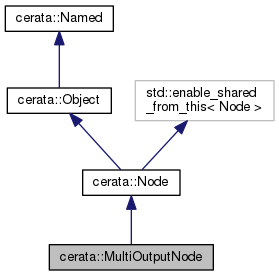 cerata::Named
cerata::Object
std::enable_shared
_from_this< Node >
cerata::Node
cerata::MultiOutputNode